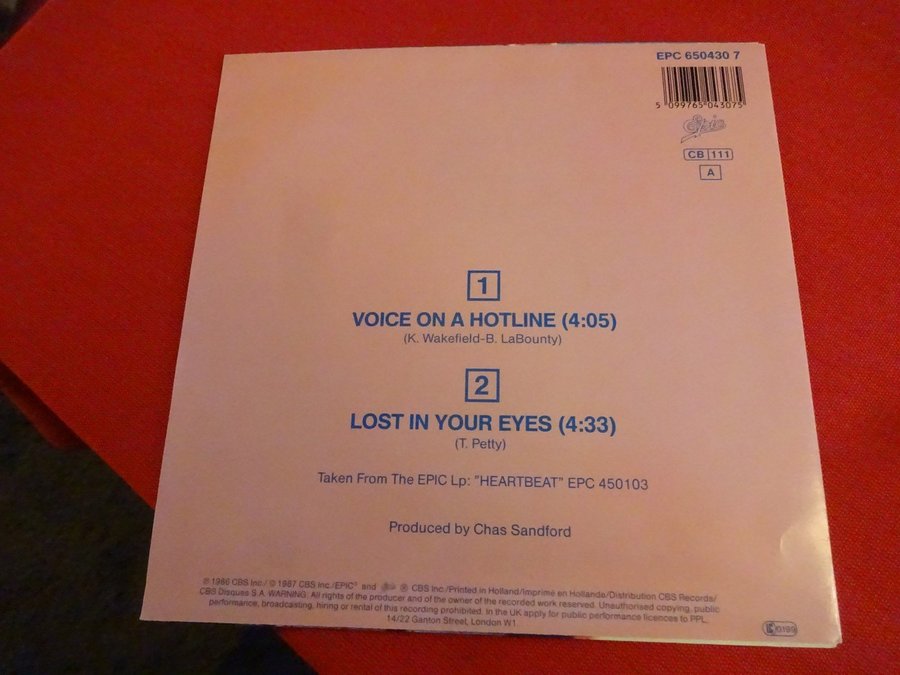 EPC 650430 7
5 099765 043075
Epic
CB 111
A
1
VOICE ON A HOTLINE (4:05)
(K. Wakefield-B. LaBounty)
2
LOST IN YOUR EYES (4:33)
(T. Petty)
Taken From The EPIC Lp: "HEARTBEAT" EPC 450103
Produced by Chas Sandford
℗ 1986 CBS Inc./ © 1987 CBS Inc./EPIC® and CBS Inc./Printed in Holland/Imprimé en Hollande/Distribution CBS Records/
CBS Disques S.A. WARNING: All rights of the producer and of the owner of the recorded work reserved. Unauthorised copying, public
performance, broadcasting, hiring or rental of this recording prohibited. In the UK apply for public performance licences to PPL,
14/22 Ganton Street, London W1.
0199